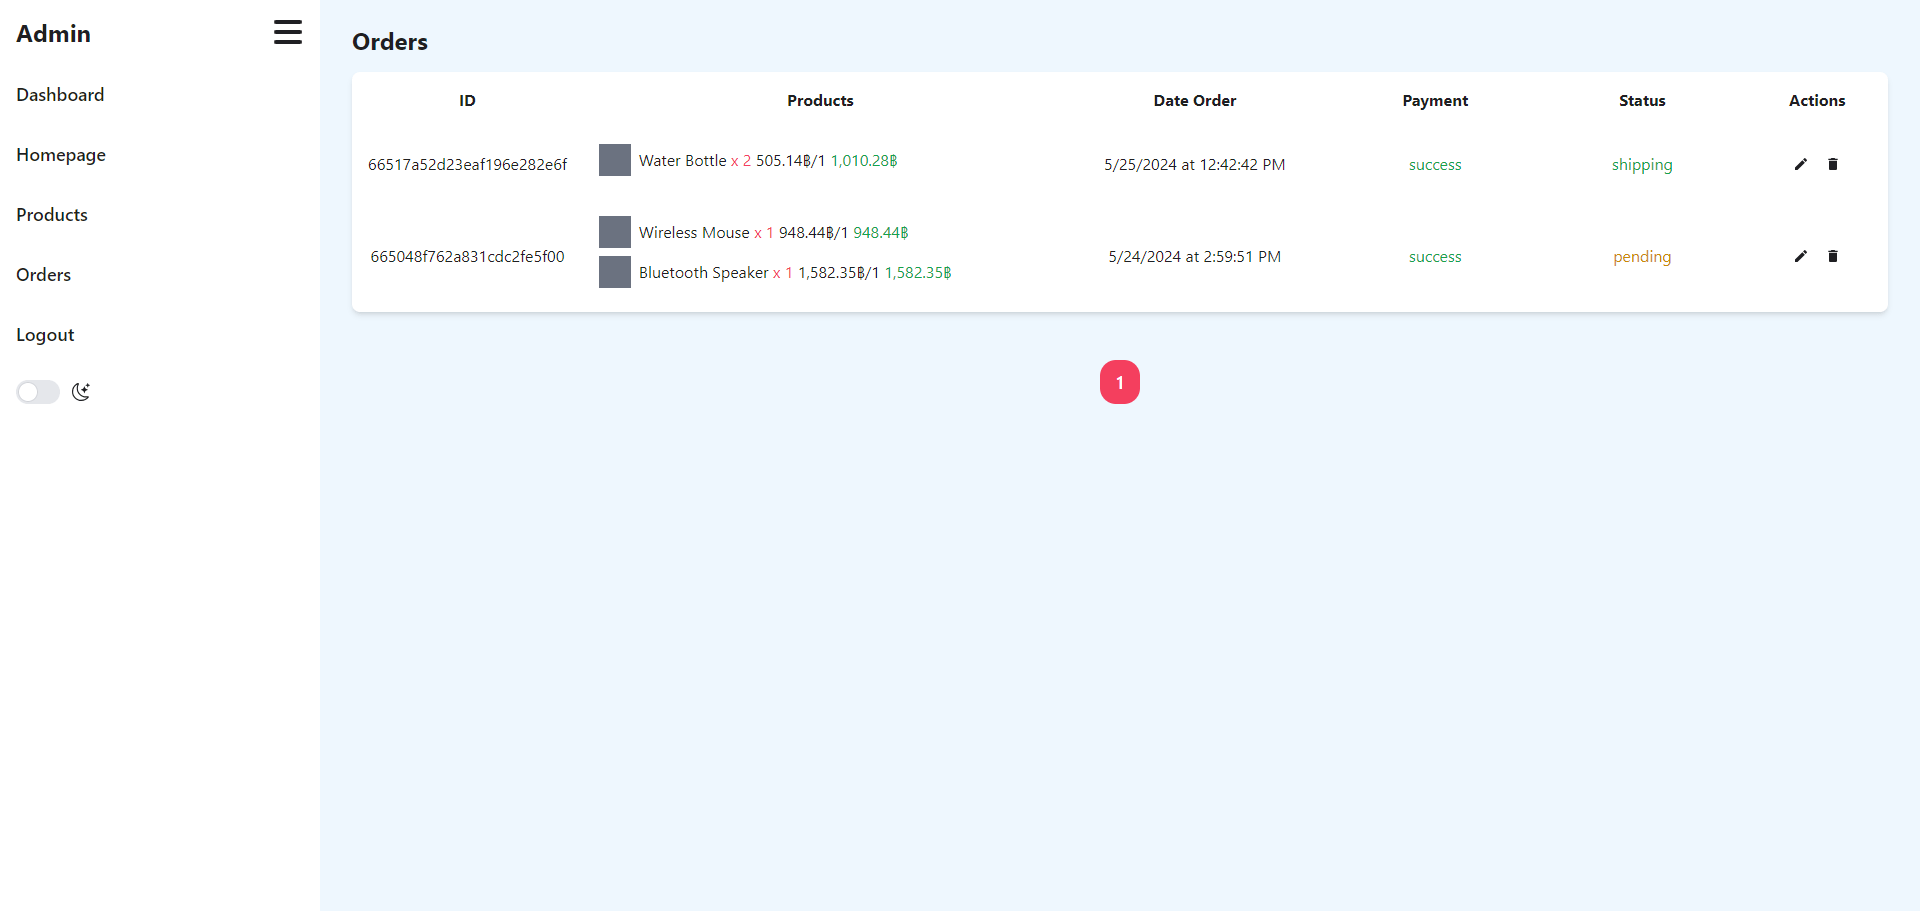 Admin
Dashboard
Homepage
Products
Orders
Logout
Orders
ID Products Date Order Payment Status Actions
66517a52d23eaf196e282e6f Water Bottle x 2 505.14฿/1 1,010.28฿ 5/25/2024 at 12:42:42 PM success shipping
Wireless Mouse x 1 948.44฿/1 948.44฿
665048f762a831cdc2fe5f00 5/24/2024 at 2:59:51 PM success pending
Bluetooth Speaker x 1 1,582.35฿/1 1,582.35฿
1